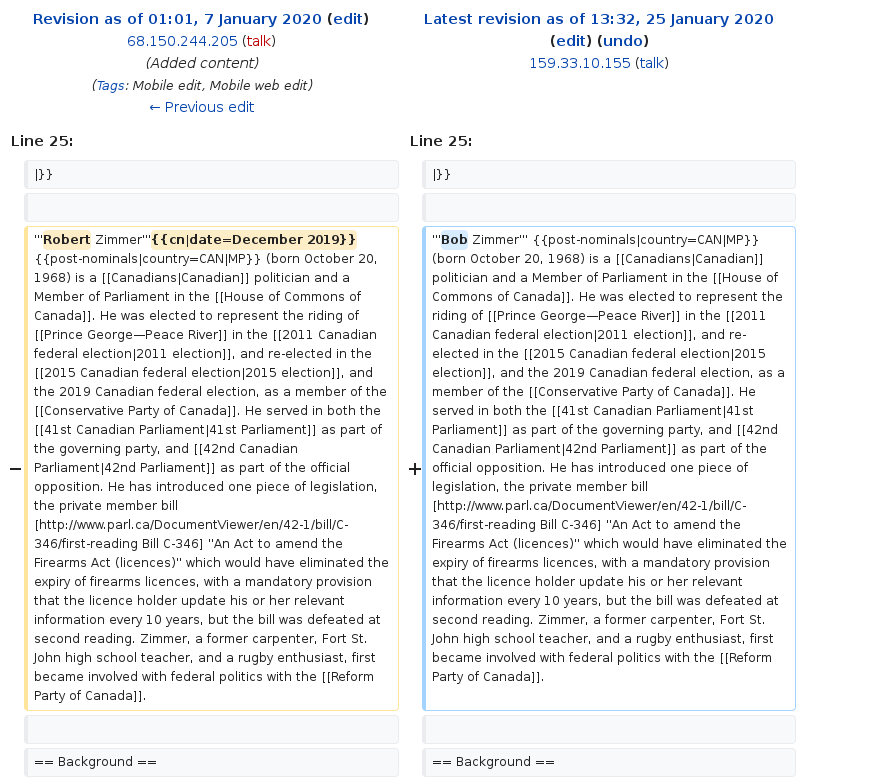 Revision as of 01:01, 7 January 2020 (edit)
68.150.244.205 (talk)
(Added content)
(Tags: Mobile edit, Mobile web edit)
← Previous edit
Latest revision as of 13:32, 25 January 2020
(edit) (undo)
159.33.10.155 (talk)
Line 25:
Line 25:
|}}
|}}
−
'''Robert Zimmer'''{{cn|date=December 2019}}
{{post-nominals|country=CAN|MP}} (born October 20,
1968) is a [[Canadians|Canadian]] politician and a
Member of Parliament in the [[House of Commons of
Canada]]. He was elected to represent the riding of
[[Prince George—Peace River]] in the [[2011 Canadian
federal election|2011 election]], and re-elected in the
[[2015 Canadian federal election|2015 election]], and
the 2019 Canadian federal election, as a member of the
[[Conservative Party of Canada]]. He served in both the
[[41st Canadian Parliament|41st Parliament]] as part of
the governing party, and [[42nd Canadian
Parliament|42nd Parliament]] as part of the official
opposition. He has introduced one piece of legislation,
the private member bill
[http://www.parl.ca/DocumentViewer/en/42-1/bill/C-
346/first-reading Bill C-346] "An Act to amend the
Firearms Act (licences)" which would have eliminated the
expiry of firearms licences, with a mandatory provision
that the licence holder update his or her relevant
information every 10 years, but the bill was defeated at
second reading. Zimmer, a former carpenter, Fort St.
John high school teacher, and a rugby enthusiast, first
became involved with federal politics with the [[Reform
Party of Canada]].
+
'''Bob Zimmer''' {{post-nominals|country=CAN|MP}}
(born October 20, 1968) is a [[Canadians|Canadian]]
politician and a Member of Parliament in the [[House of
Commons of Canada]]. He was elected to represent the
riding of [[Prince George—Peace River]] in the [[2011
Canadian federal election|2011 election]], and re-
elected in the [[2015 Canadian federal election|2015
election]], and the 2019 Canadian federal election, as a
member of the [[Conservative Party of Canada]]. He
served in both the [[41st Canadian Parliament|41st
Parliament]] as part of the governing party, and [[42nd
Canadian Parliament|42nd Parliament]] as part of the
official opposition. He has introduced one piece of
legislation, the private member bill
[http://www.parl.ca/DocumentViewer/en/42-1/bill/C-
346/first-reading Bill C-346] "An Act to amend the
Firearms Act (licences)" which would have eliminated the
expiry of firearms licences, with a mandatory provision
that the licence holder update his or her relevant
information every 10 years, but the bill was defeated at
second reading. Zimmer, a former carpenter, Fort St.
John high school teacher, and a rugby enthusiast, first
became involved with federal politics with the [[Reform
Party of Canada]].
== Background ==
== Background ==